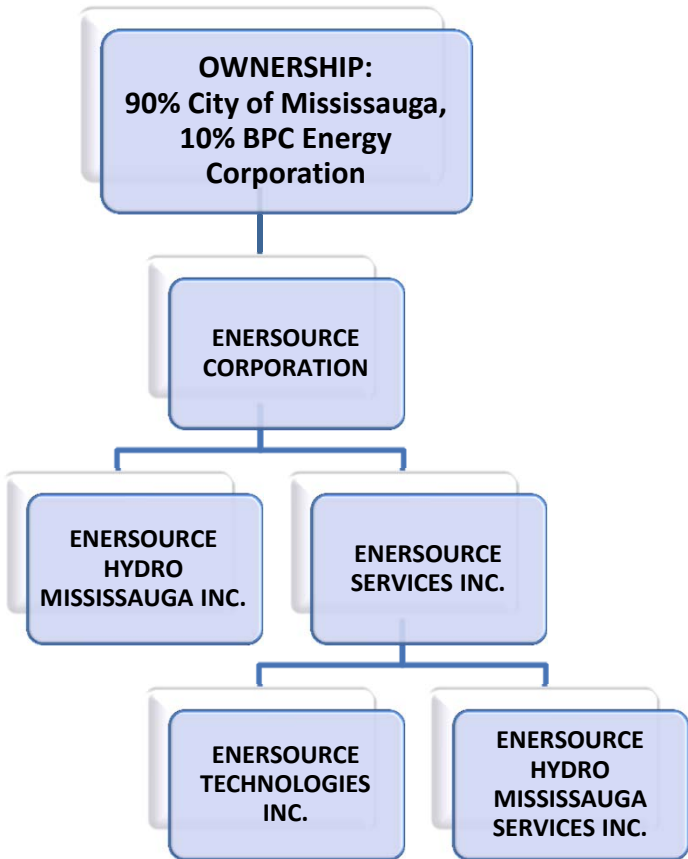 OWNERSHIP:
90% City of Mississauga,
10% BPC Energy
Corporation
ENERSOURCE
CORPORATION
ENERSOURCE
HYDRO
MISSISSAUGA INC.
ENERSOURCE
SERVICES INC.
ENERSOURCE
TECHNOLOGIES
INC.
ENERSOURCE
HYDRO
MISSISSAUGA
SERVICES INC.